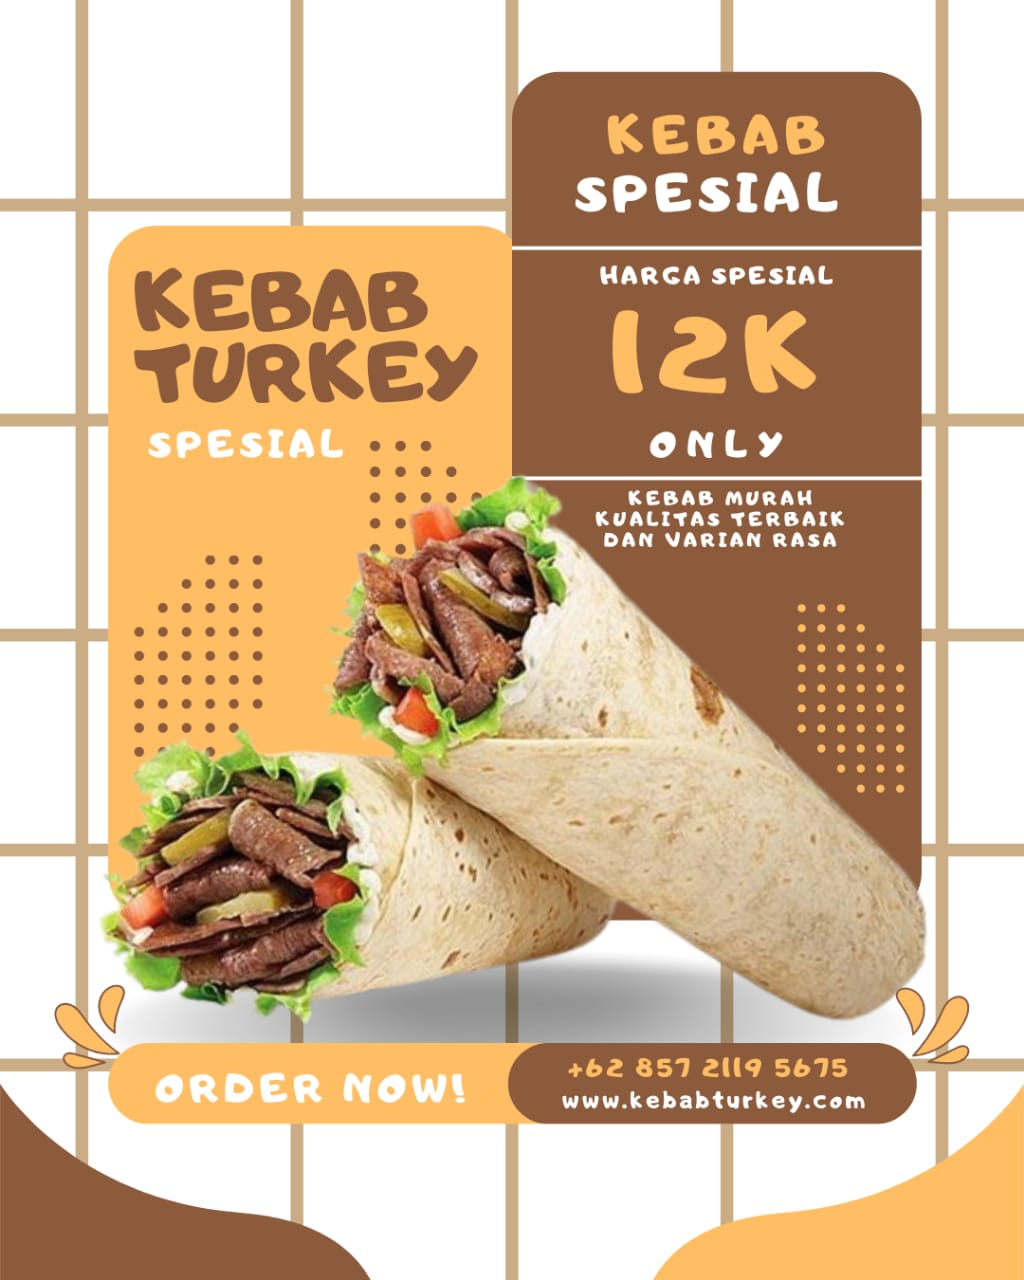 KEBAB
TURKEY
SPESIAL
KEBAB
SPESIAL
HARGA SPESIAL
12K
ONLY
KEBAB MURAH
KUALITAS TERBAIK
DAN VARIAN RASA
ORDER NOW!
+62 857 2119 5675
www.kebabturkey.com